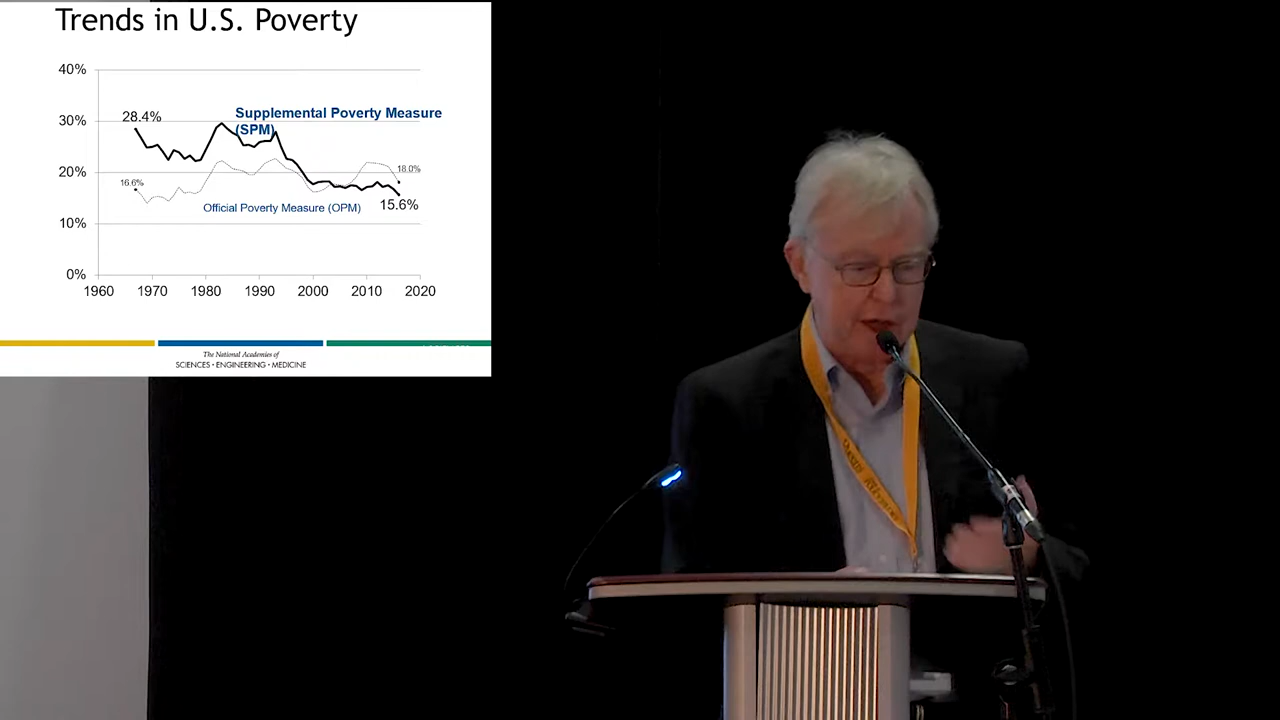 Trends in U.S. Poverty
40%
30%
20%
10%
0%
28.4%
Supplemental Poverty Measure
(SPM)
16.6%
18.0%
Official Poverty Measure (OPM)
15.6%
1960 1970 1980 1990 2000 2010 2020
The National Academies of
SCIENCES • ENGINEERING • MEDICINE